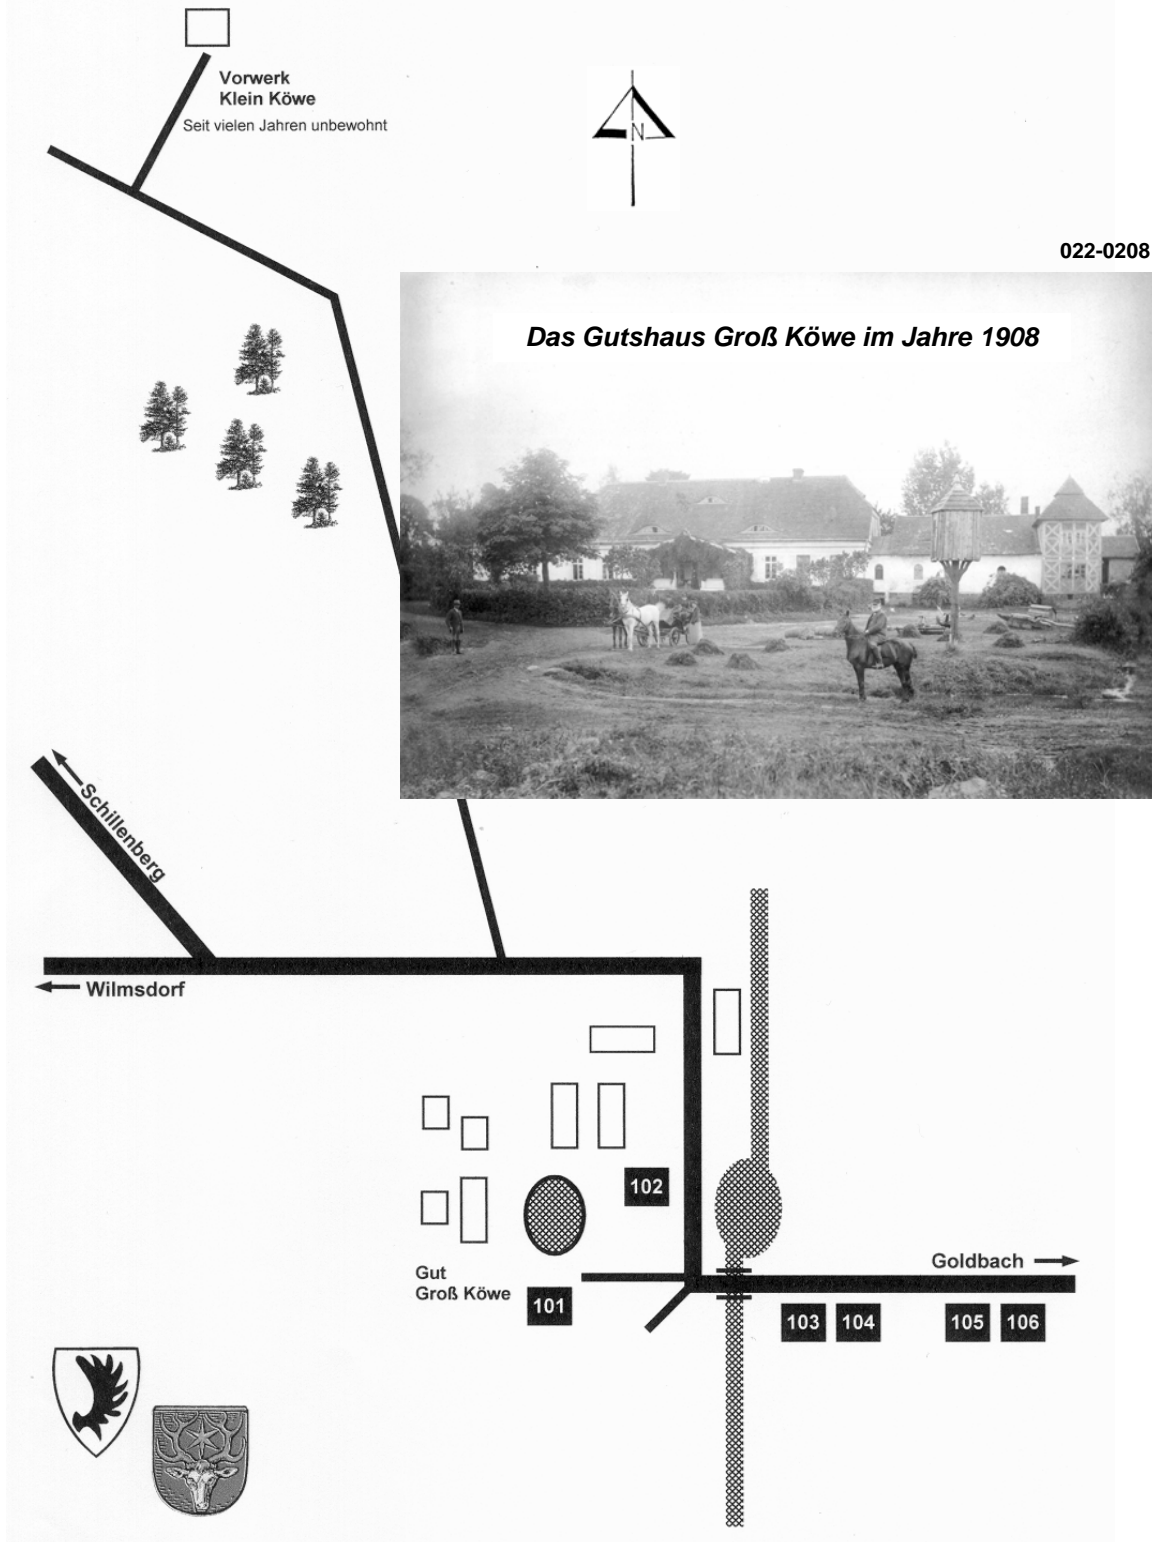 Vorwerk
Klein Köwe
Seit vielen Jahren unbewohnt
N
022-0208
Das Gutshaus Groß Köwe im Jahre 1908
Schillenberg
Wilmsdorf
102
Goldbach
Gut
Groß Köwe
101
103
104
105
106